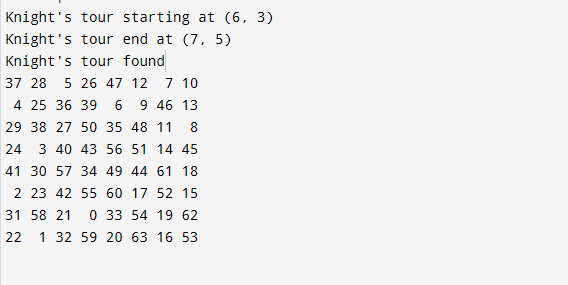 Knight's tour starting at (6, 3)
Knight's tour end at (7, 5)
Knight's tour found
37 28  5 26 47 12  7 10
 4 25 36 39  6  9 46 13
29 38 27 50 35 48 11  8
24  3 40 43 56 51 14 45
41 30 57 34 49 44 61 18
 2 23 42 55 60 17 52 15
31 58 21  0 33 54 19 62
22  1 32 59 20 63 16 53